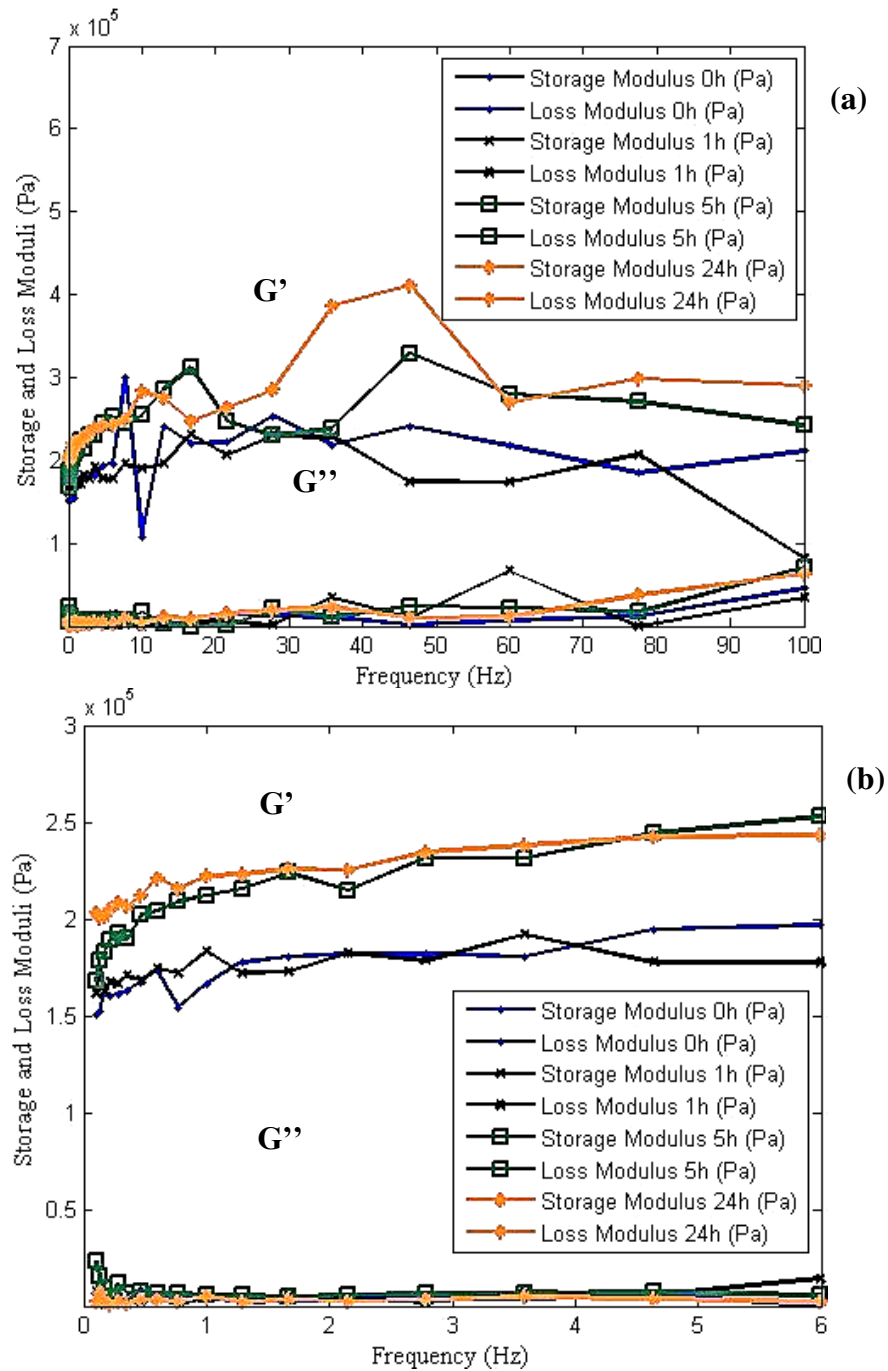 × 10⁵
7
6
5
4
3
2
1
Storage and Loss Moduli (Pa)
Storage Modulus 0h (Pa)
Loss Modulus 0h (Pa)
Storage Modulus 1h (Pa)
Loss Modulus 1h (Pa)
Storage Modulus 5h (Pa)
Loss Modulus 5h (Pa)
Storage Modulus 24h (Pa)
Loss Modulus 24h (Pa)
(a)
G’
G’’
0 10 20 30 40 50 60 70 80 90 100
Frequency (Hz)
× 10⁵
3
2.5
2
1.5
1
0.5
Storage and Loss Moduli (Pa)
(b)
G’
G’’
Storage Modulus 0h (Pa)
Loss Modulus 0h (Pa)
Storage Modulus 1h (Pa)
Loss Modulus 1h (Pa)
Storage Modulus 5h (Pa)
Loss Modulus 5h (Pa)
Storage Modulus 24h (Pa)
Loss Modulus 24h (Pa)
0 1 2 3 4 5 6
Frequency (Hz)